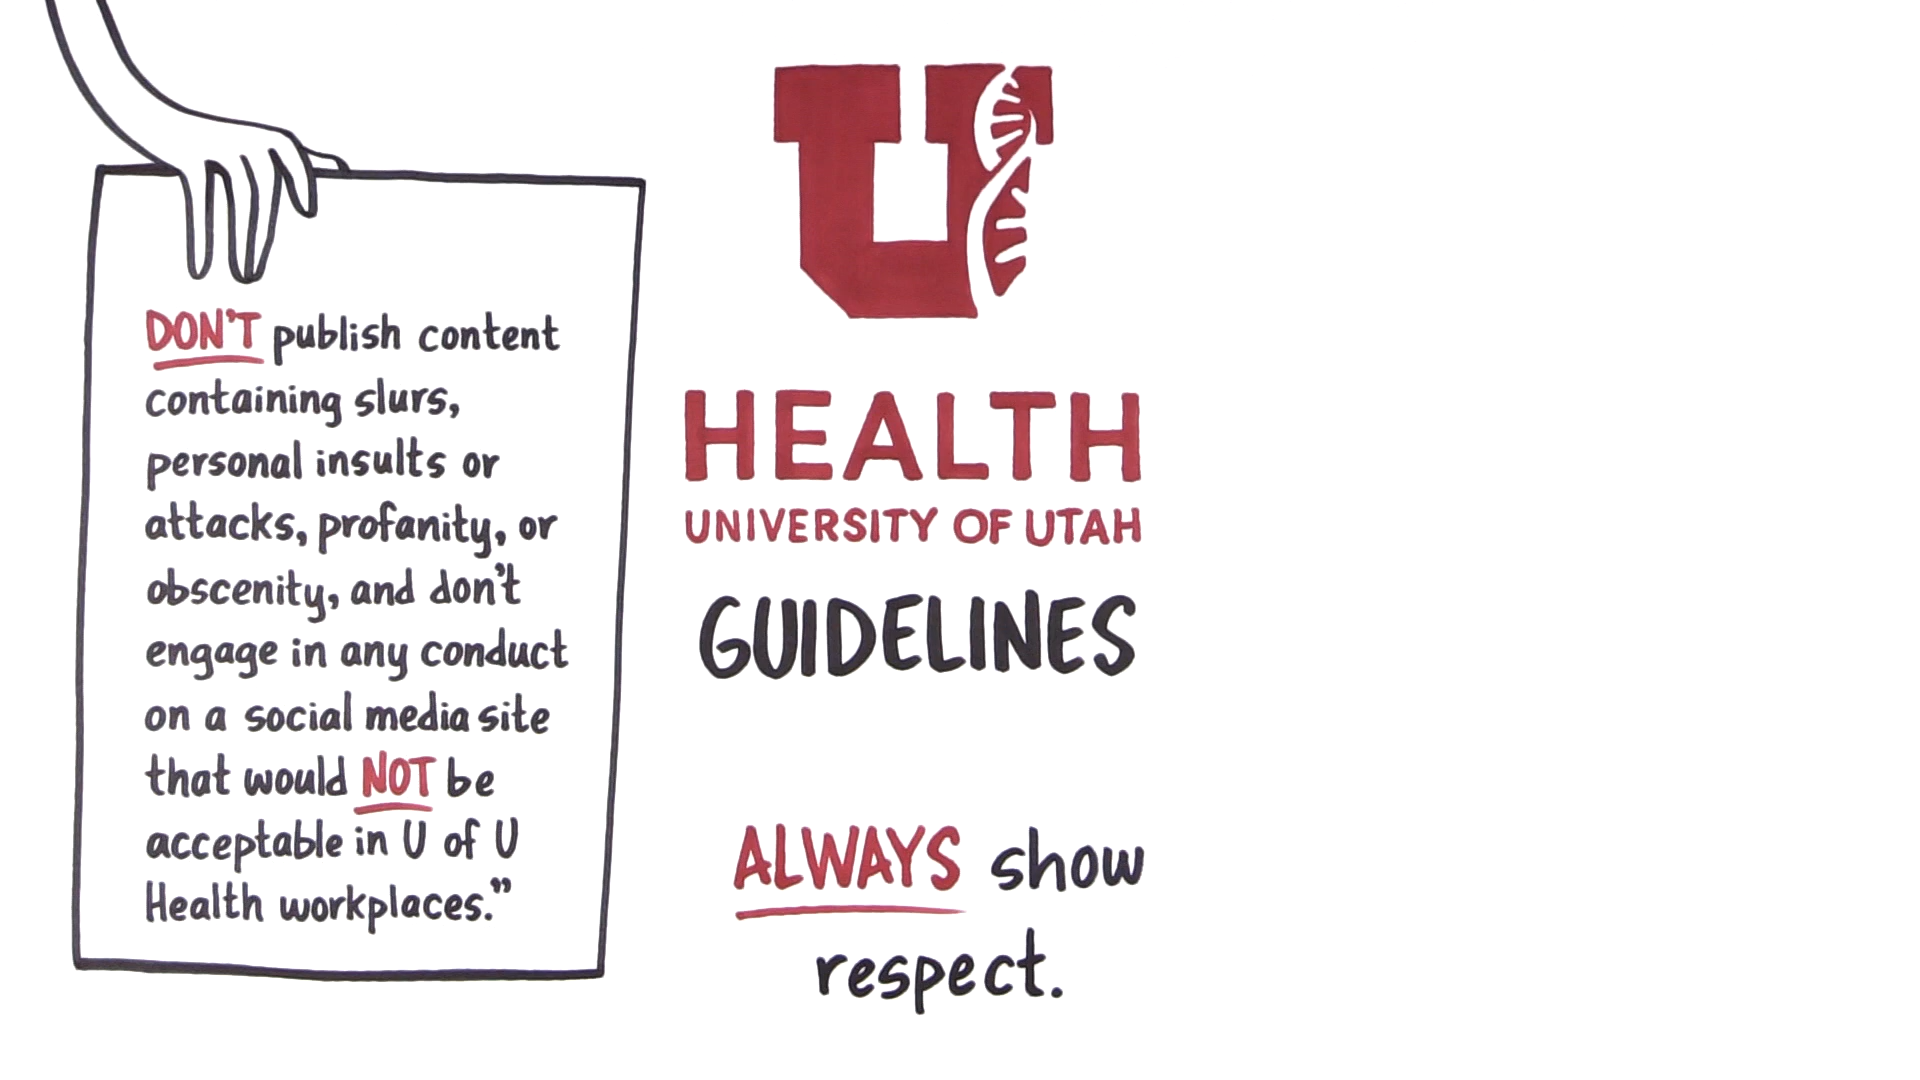 DON'T publish content
containing slurs,
personal insults or
attacks, profanity, or
obscenity, and don't
engage in any conduct
on a social media site
that would NOT be
acceptable in U of U
Health workplaces.”
U
HEALTH
UNIVERSITY OF UTAH
GUIDELINES
ALWAYS show
respect.